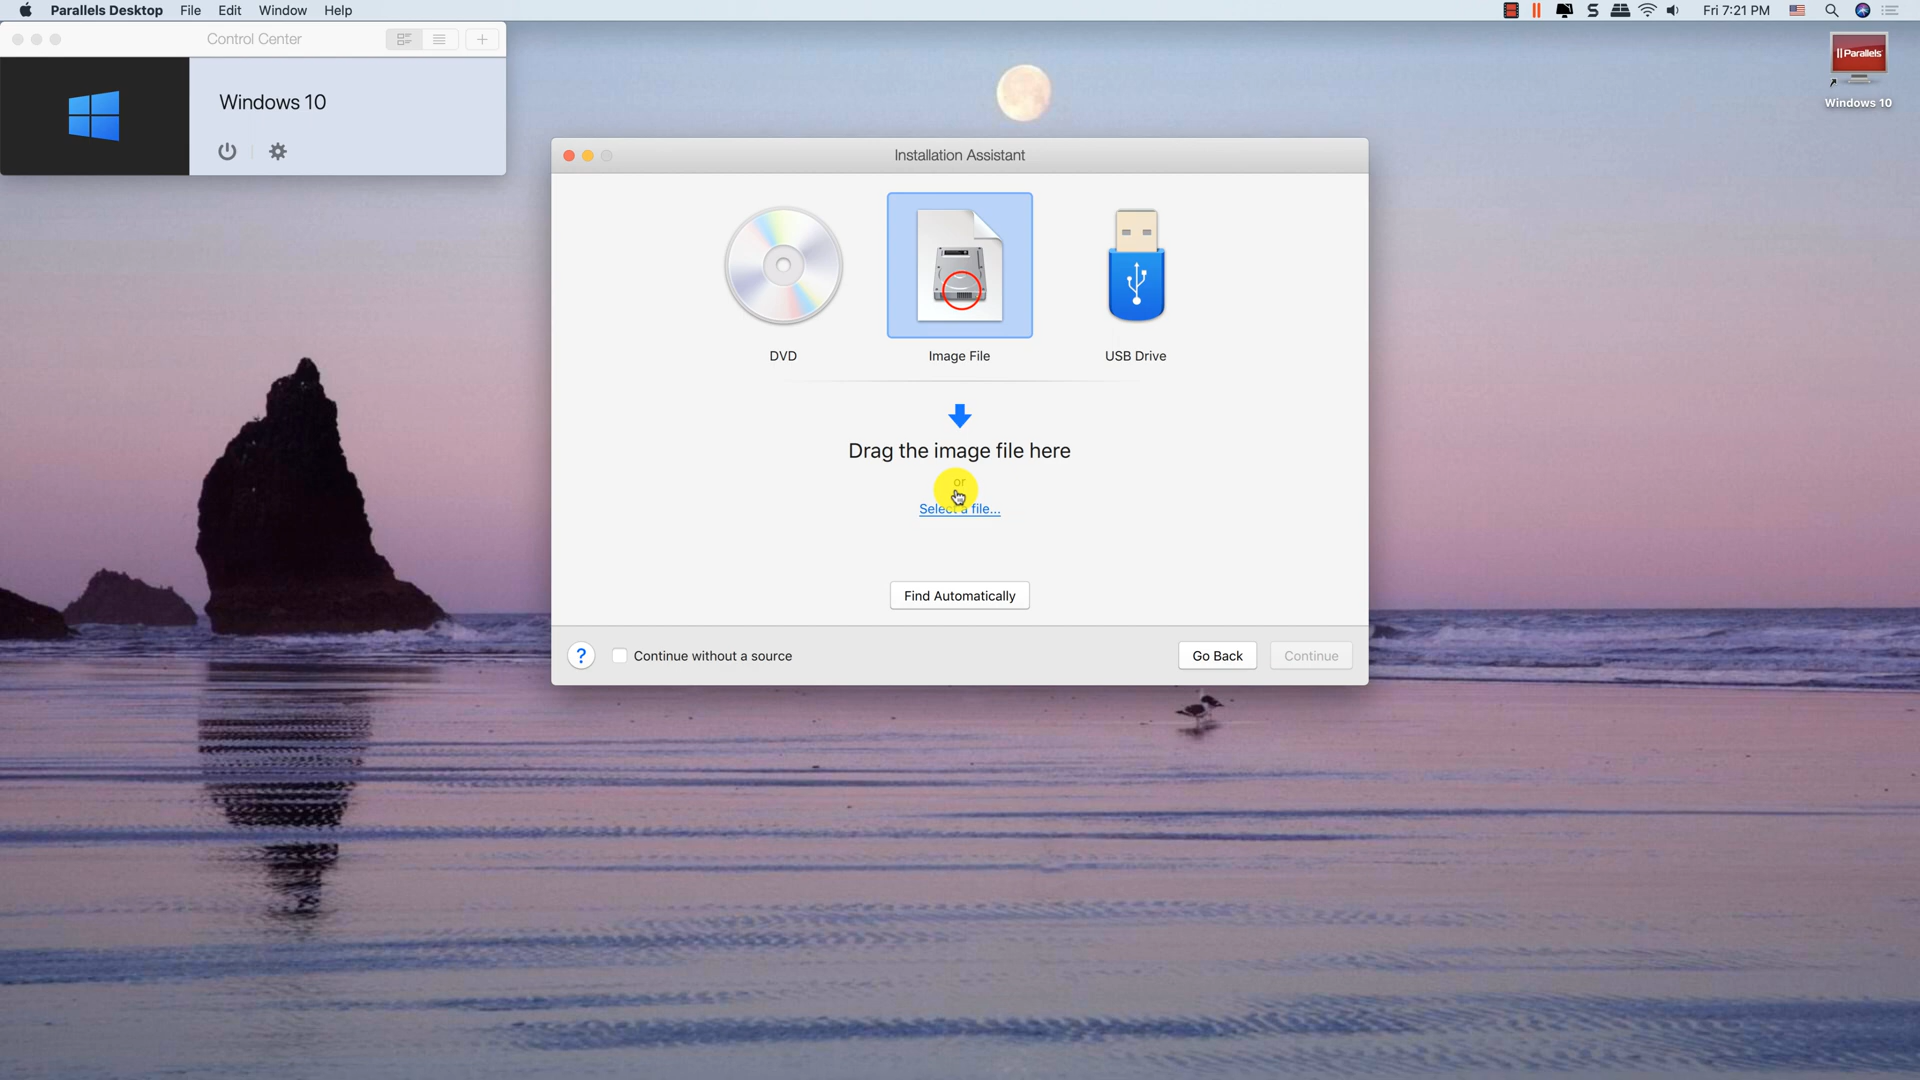 Parallels Desktop File Edit Window Help
Fri 7:21 PM
Control Center
Windows 10
|| Parallels
Windows 10
Installation Assistant
DVD
Image File
USB Drive
Drag the image file here
or
Select a file...
Find Automatically
? Continue without a source
Go Back
Continue